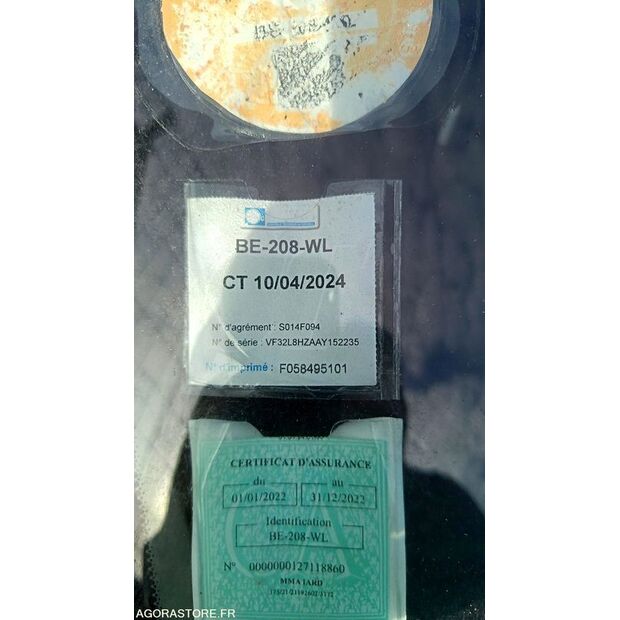 BE-208-WL
CT 10/04/2024
N° d'agrément : S014F094
N° de série : VF32L8HZAAY152235
N° d'imprimé : F058495101
CERTIFICAT D'ASSURANCE
du au
01/01/2022 31/12/2022
Identification
BE-208-WL
N° 0000000127118860
MMA IARD
AGORASTORE.FR